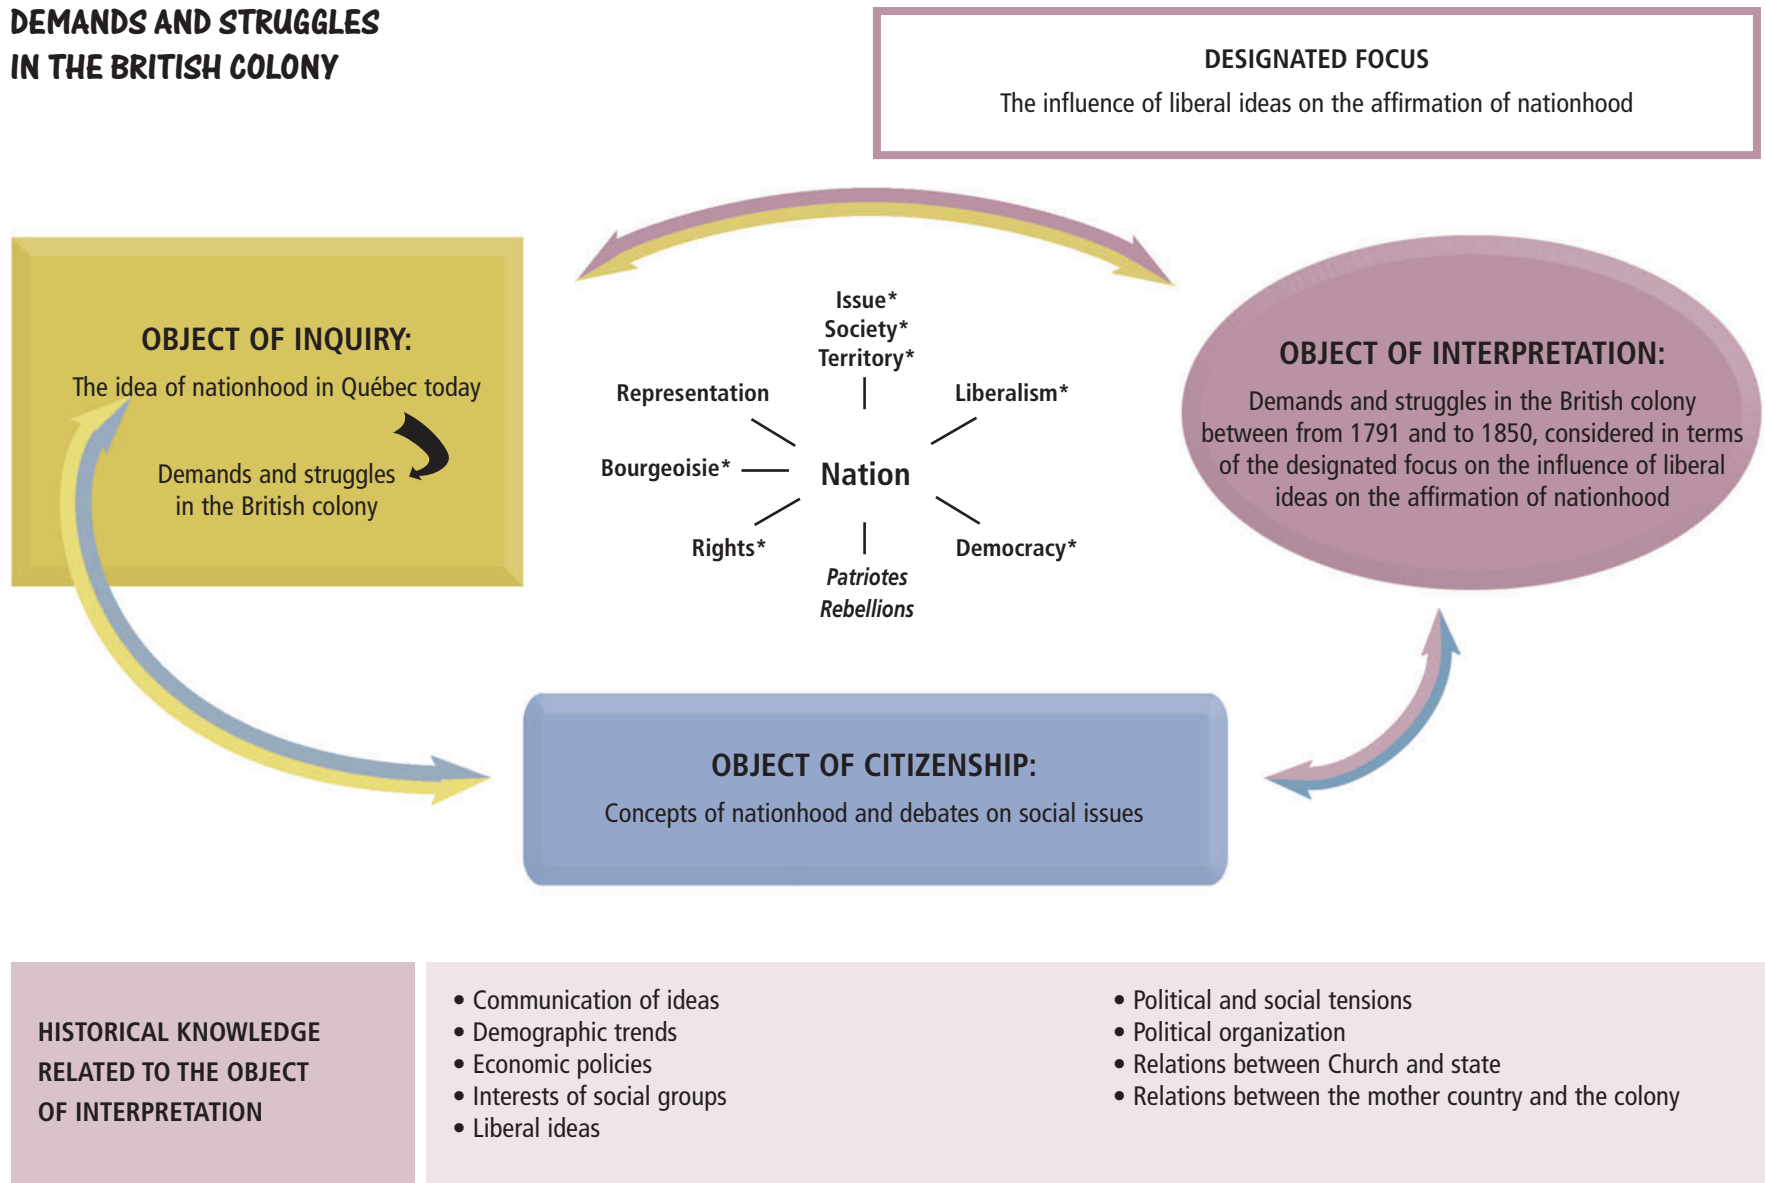 DEMANDS AND STRUGGLES
IN THE BRITISH COLONY
DESIGNATED FOCUS
The influence of liberal ideas on the affirmation of nationhood
OBJECT OF INQUIRY:
The idea of nationhood in Québec today
Demands and struggles
in the British colony
Issue*
Society*
Territory*
Representation
Liberalism*
Bourgeoisie*
Nation
Rights*
Democracy*
Patriotes
Rebellions
OBJECT OF INTERPRETATION:
Demands and struggles in the British colony
between from 1791 and to 1850, considered in terms
of the designated focus on the influence of liberal
ideas on the affirmation of nationhood
OBJECT OF CITIZENSHIP:
Concepts of nationhood and debates on social issues
HISTORICAL KNOWLEDGE
RELATED TO THE OBJECT
OF INTERPRETATION
• Communication of ideas
• Demographic trends
• Economic policies
• Interests of social groups
• Liberal ideas
• Political and social tensions
• Political organization
• Relations between Church and state
• Relations between the mother country and the colony